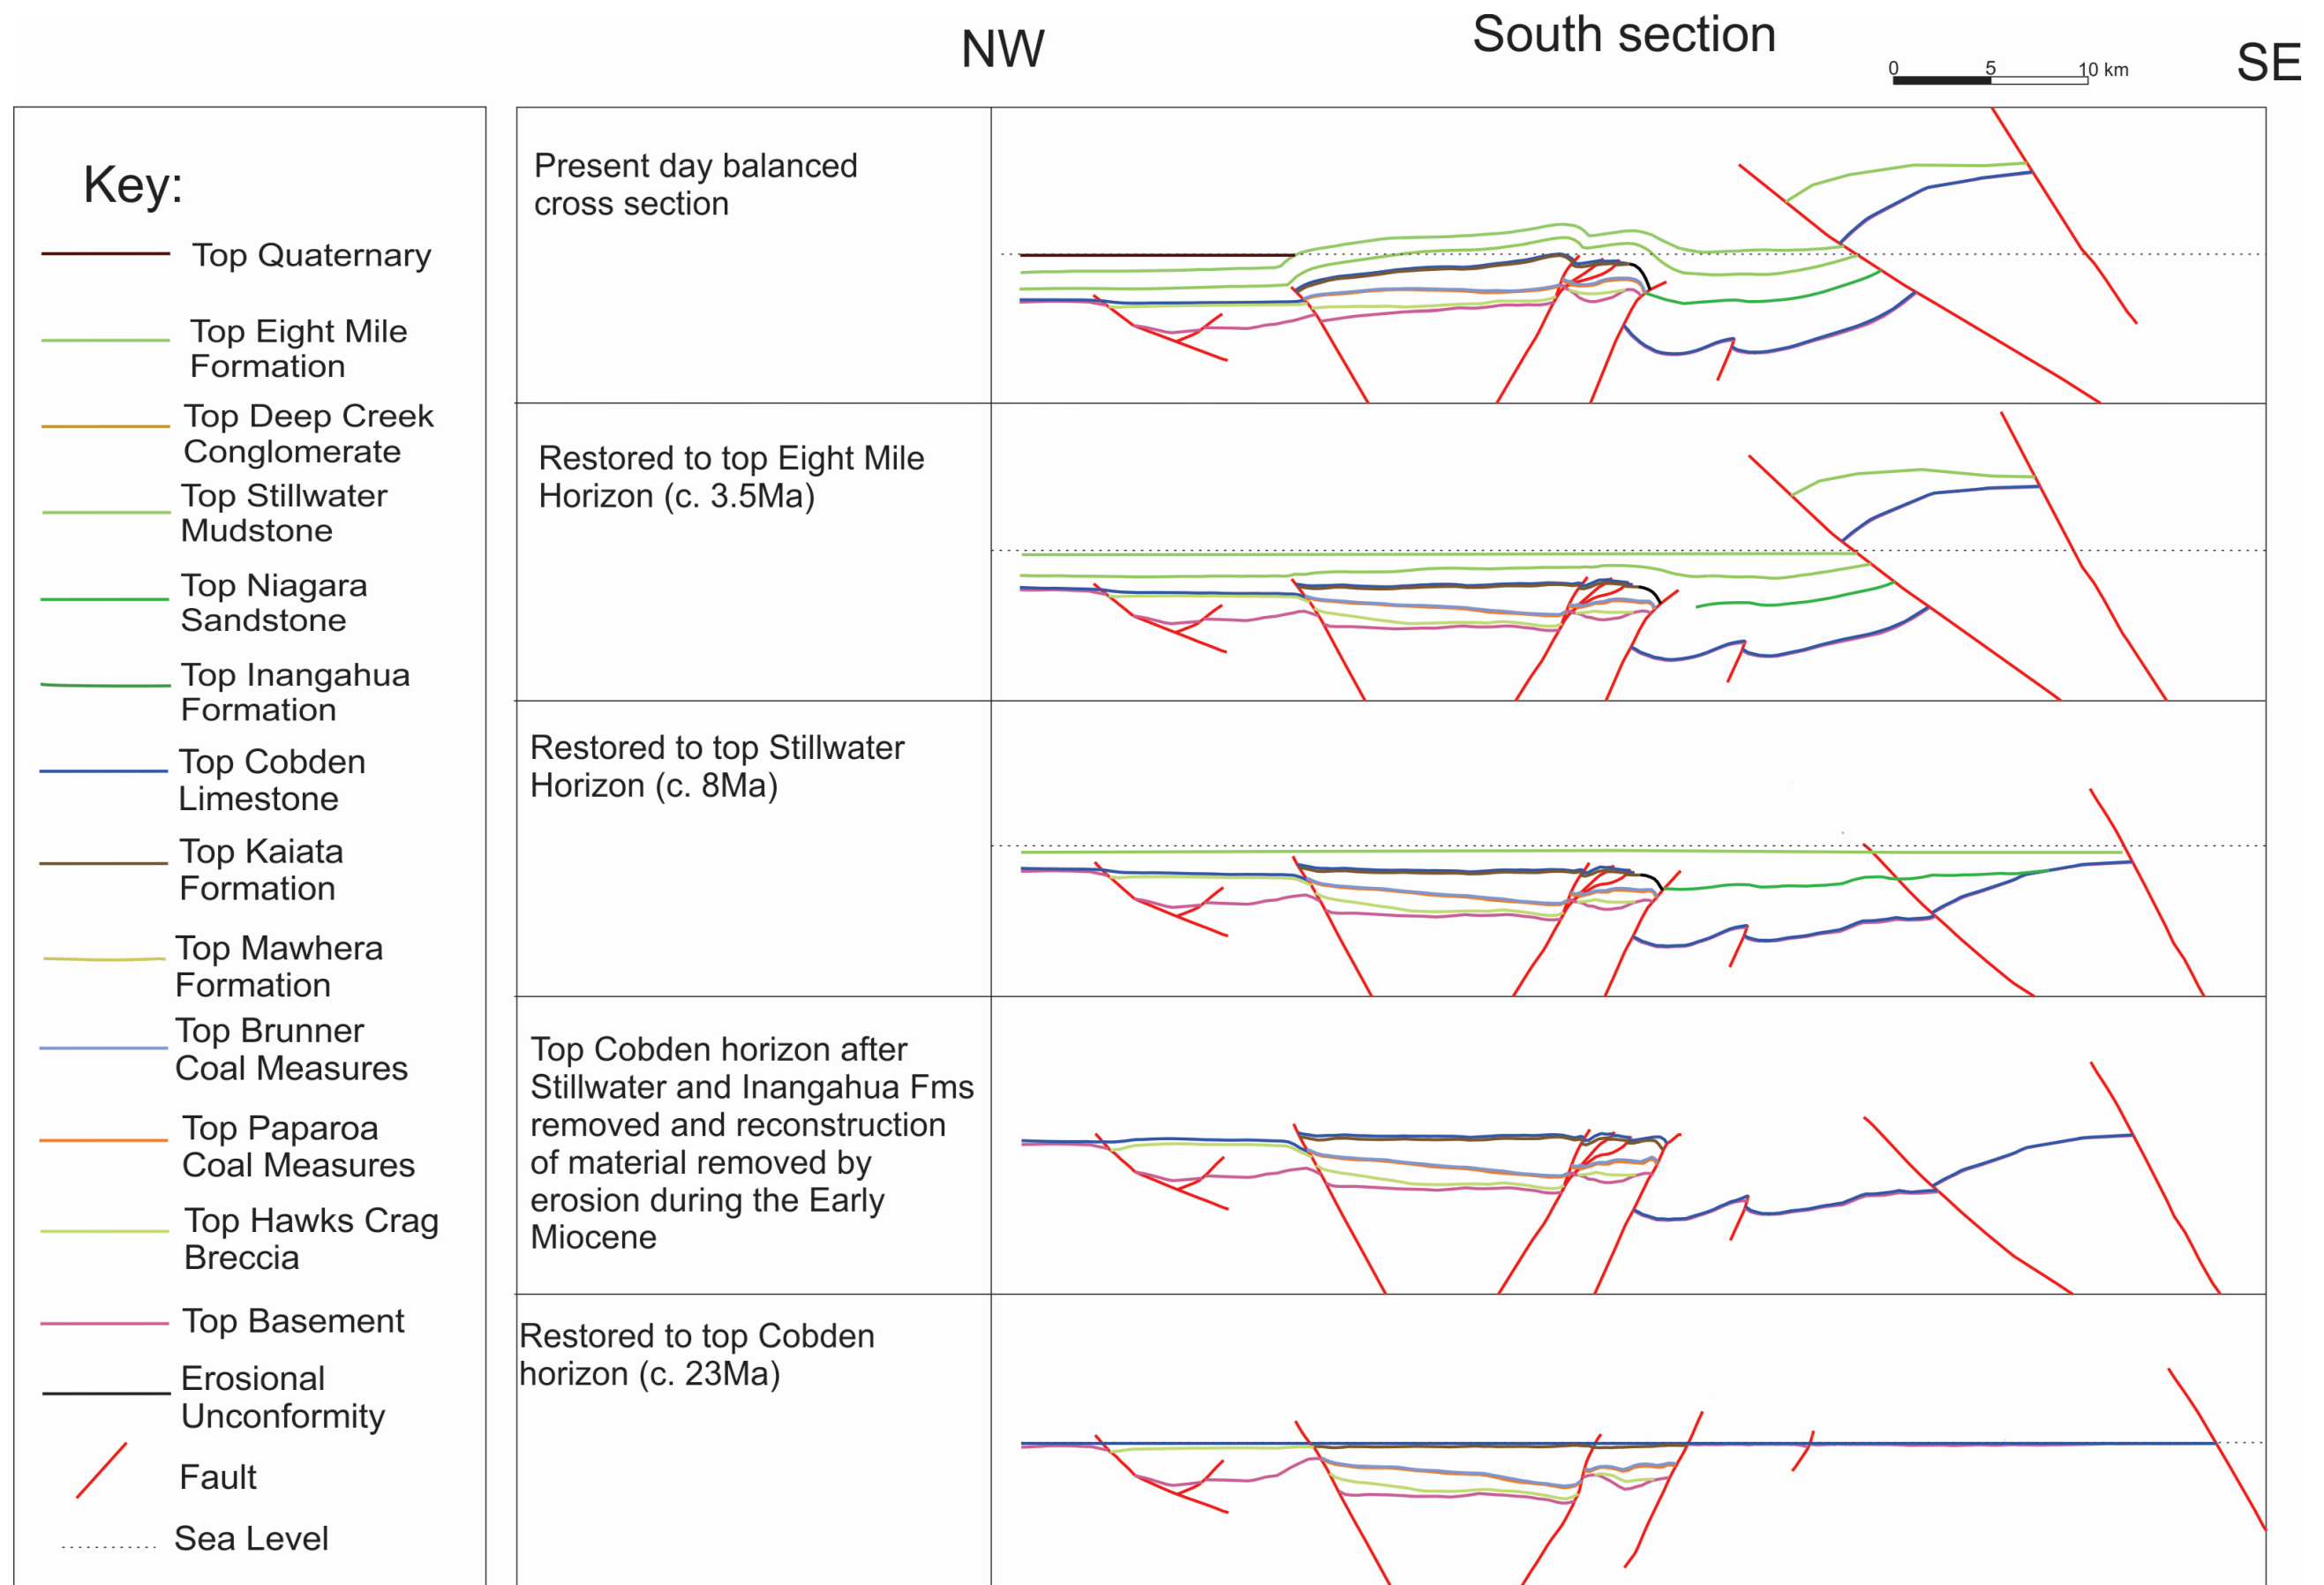 South section
NW
SE
0 5 10 km
Key:
Top Quaternary
Top Eight Mile
Formation
Top Deep Creek
Conglomerate
Top Stillwater
Mudstone
Top Niagara
Sandstone
Top Inangahua
Formation
Top Cobden
Limestone
Top Kaiata
Formation
Top Mawhera
Formation
Top Brunner
Coal Measures
Top Paparoa
Coal Measures
Top Hawks Crag
Breccia
Top Basement
Erosional
Unconformity
Fault
Sea Level
Present day balanced
cross section
Restored to top Eight Mile
Horizon (c. 3.5Ma)
Restored to top Stillwater
Horizon (c. 8Ma)
Top Cobden horizon after
Stillwater and Inangahua Fms
removed and reconstruction
of material removed by
erosion during the Early
Miocene
Restored to top Cobden
horizon (c. 23Ma)